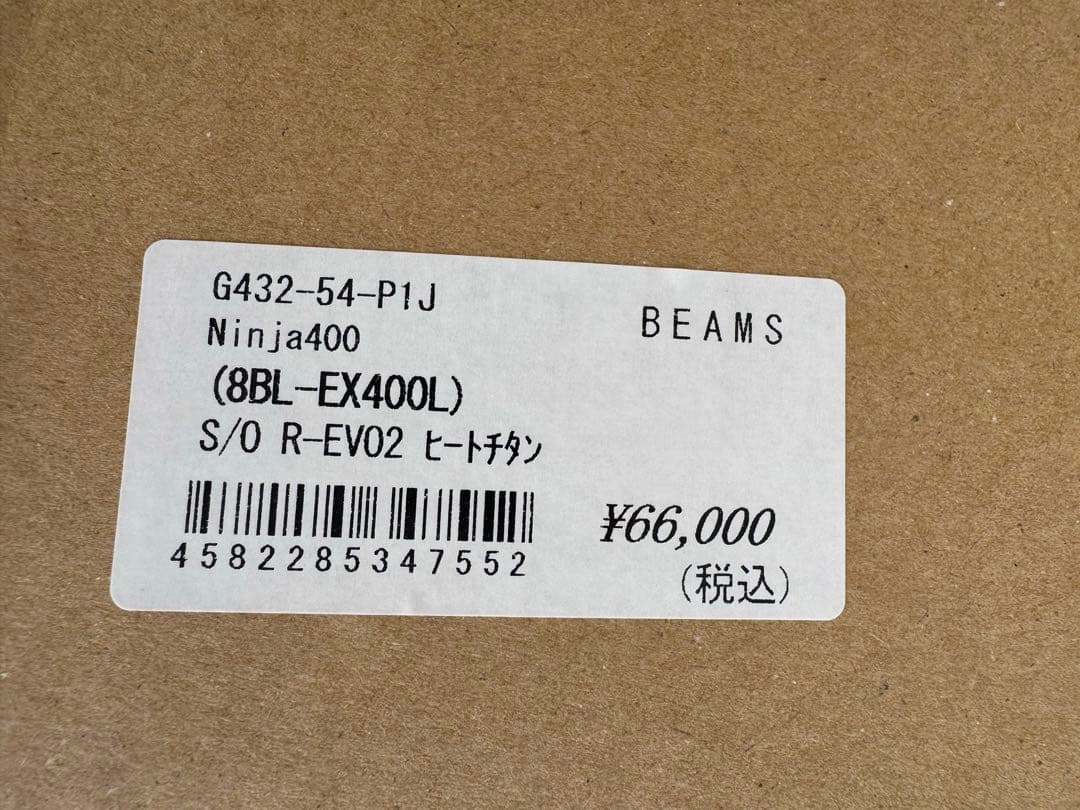 G432-54-P1J
Ninja400
BEAMS
(8BL-EX400L)
S/O R-EVO2 ﾋｰﾄﾁﾀﾝ
4582285347552
¥66,000
(税込)